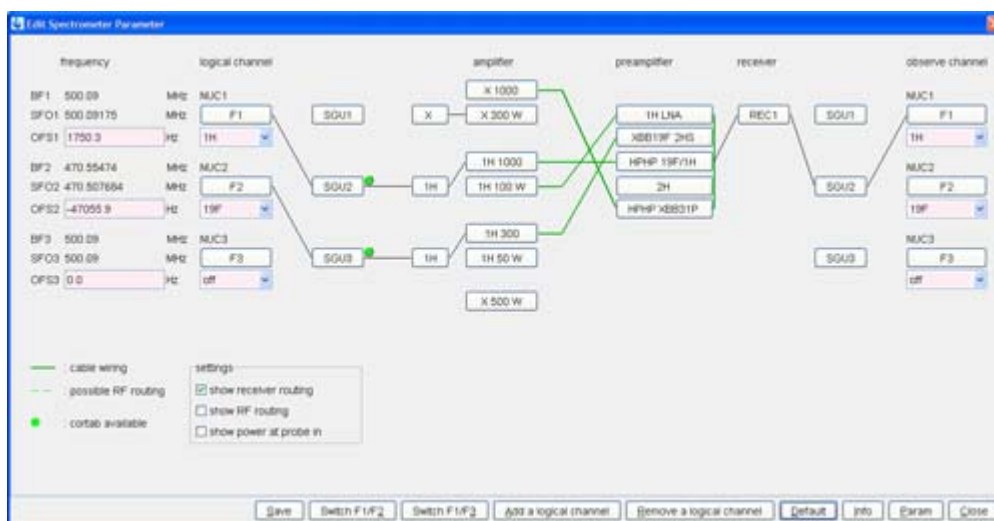 Edit Spectrometer Parameter
frequency logical channel amplifier preamplifier receiver observe channel
BF1 500.09 MHz NUC1 X 1000 NUC1
SFO1 500.09175 MHz F1 SGU1 X X 300 W 1H LNA REC1 SGU1 F1
OFS1 1750.3 Hz 1H XBB19F 2HS 1H
BF2 470.55474 MHz NUC2 1H 1000 HPHP 19F/1H NUC2
SFO2 470.507684 MHz F2 SGU2 1H 1H 100 W 2H SGU2 F2
OFS2 -47055.9 Hz 19F HPHP XBB31P 19F
BF3 500.09 MHz NUC3 1H 300 NUC3
SFO3 500.09 MHz F3 SGU3 1H 1H 50 W SGU3 F3
OFS3 0.0 Hz off off
X 500 W
: cable wiring settings
: possible RF routing show receiver routing
show RF routing
: cortab available show power at probe in
Save Switch F1/F2 Switch F1/F3 Add a logical channel Remove a logical channel Default Info Param Close